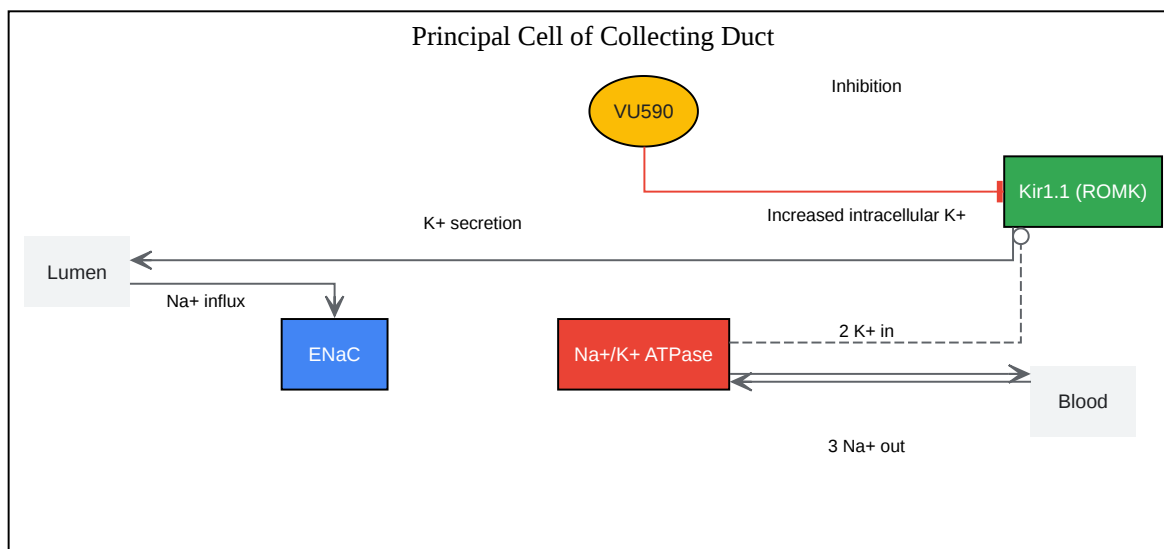 Principal Cell of Collecting Duct
Inhibition
VU590
Kir1.1 (ROMK)
Increased intracellular K+
K+ secretion
Lumen
Na+ influx
ENaC
Na+/K+ ATPase
2 K+ in
Blood
3 Na+ out